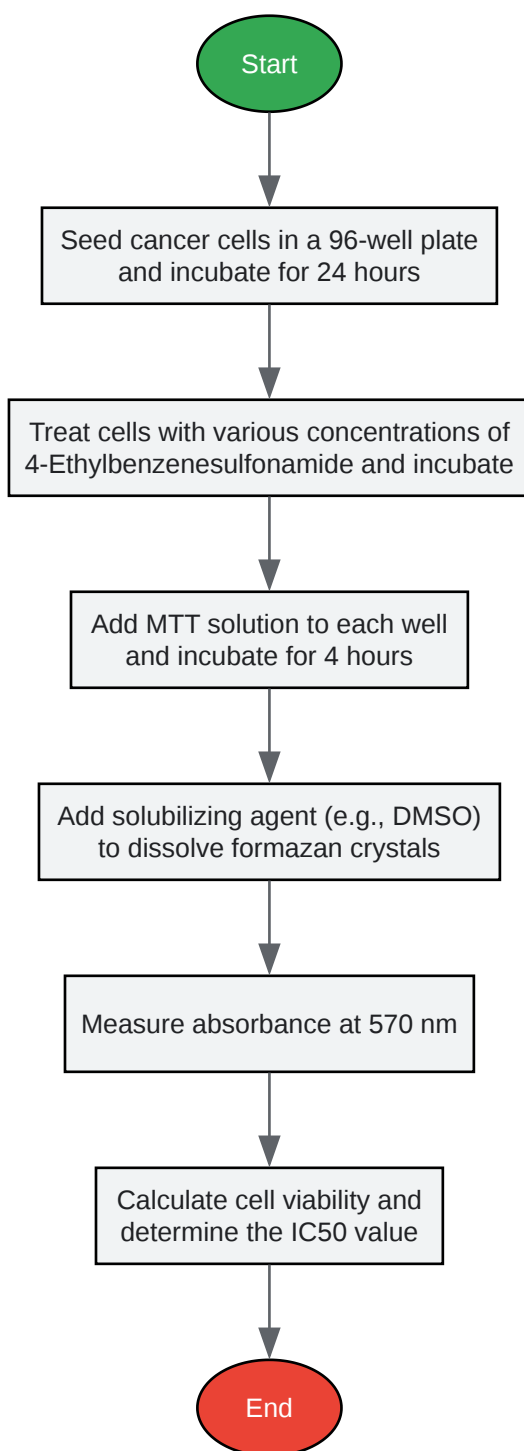 Start
Seed cancer cells in a 96-well plate
and incubate for 24 hours
Treat cells with various concentrations of
4-Ethylbenzenesulfonamide and incubate
Add MTT solution to each well
and incubate for 4 hours
Add solubilizing agent (e.g., DMSO)
to dissolve formazan crystals
Measure absorbance at 570 nm
Calculate cell viability and
determine the IC50 value
End